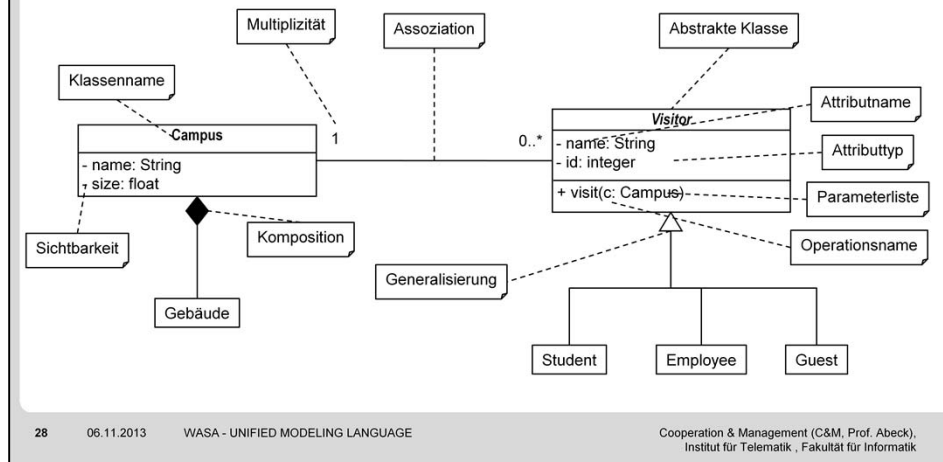 Multiplizität
Assoziation
Abstrakte Klasse
Klassenname
Attributname
Campus
1
0..*
Visitor
- name: String
- size: float
- name: String
- id: integer
Attributtyp
+ visit(c: Campus)
Parameterliste
Sichtbarkeit
Komposition
Operationsname
Generalisierung
Gebäude
Student
Employee
Guest
28 06.11.2013 WASA - UNIFIED MODELING LANGUAGE
Cooperation & Management (C&M, Prof. Abeck),
Institut für Telematik , Fakultät für Informatik